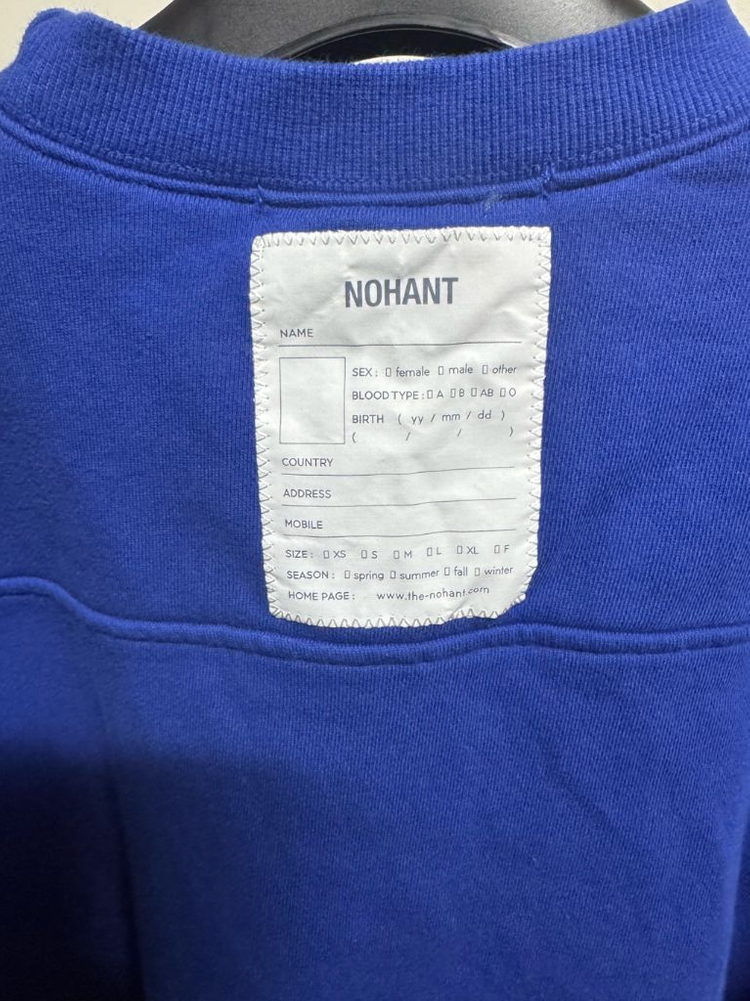 NOHANT
NAME
SEX : ▯ female ▯ male ▯ other
BLOOD TYPE : ▯ A ▯ B ▯ AB ▯ O
BIRTH ( yy / mm / dd )
( / / )
COUNTRY
ADDRESS
MOBILE
SIZE : ▯ XS ▯ S ▯ M ▯ L ▯ XL ▯ F
SEASON : ▯ spring ▯ summer ▯ fall ▯ winter
HOME PAGE : www.the-nohant.com